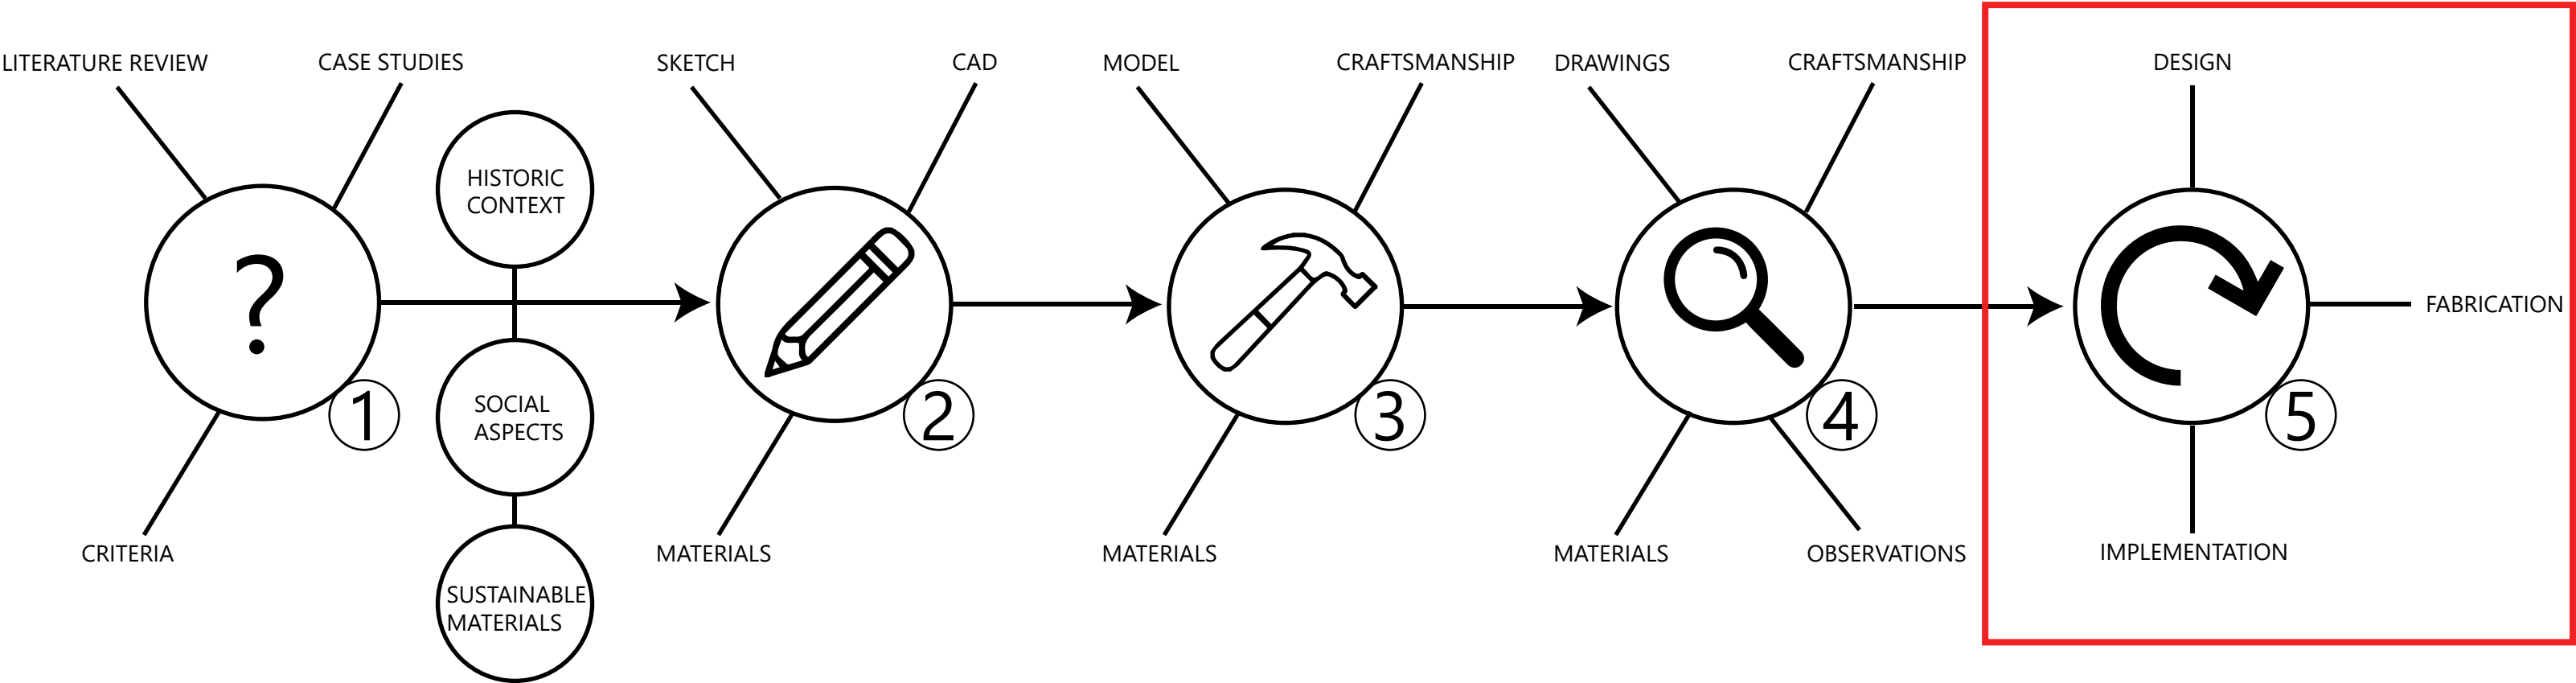 LITERATURE REVIEW
CASE STUDIES
SKETCH
CAD
MODEL
CRAFTSMANSHIP
DRAWINGS
CRAFTSMANSHIP
DESIGN
HISTORIC
CONTEXT
?
FABRICATION
1
SOCIAL
ASPECTS
2
3
4
5
CRITERIA
MATERIALS
MATERIALS
MATERIALS
OBSERVATIONS
IMPLEMENTATION
SUSTAINABLE
MATERIALS